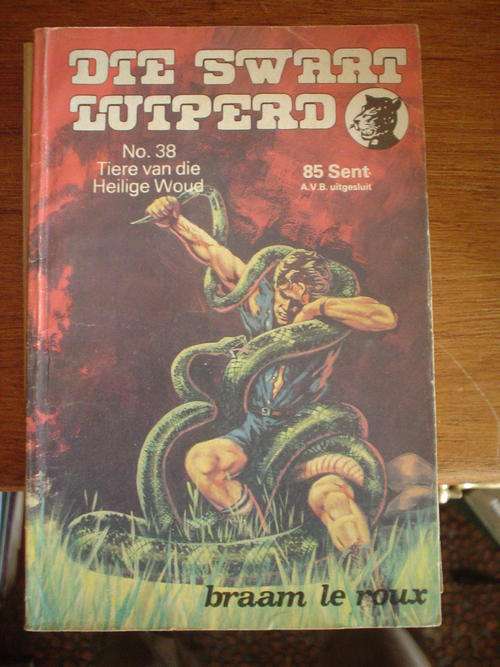 DIE SWART
LUIPERD
No. 38
Tiere van die
Heilige Woud
85 Sent
A.V.B. uitgesluit
braam le roux